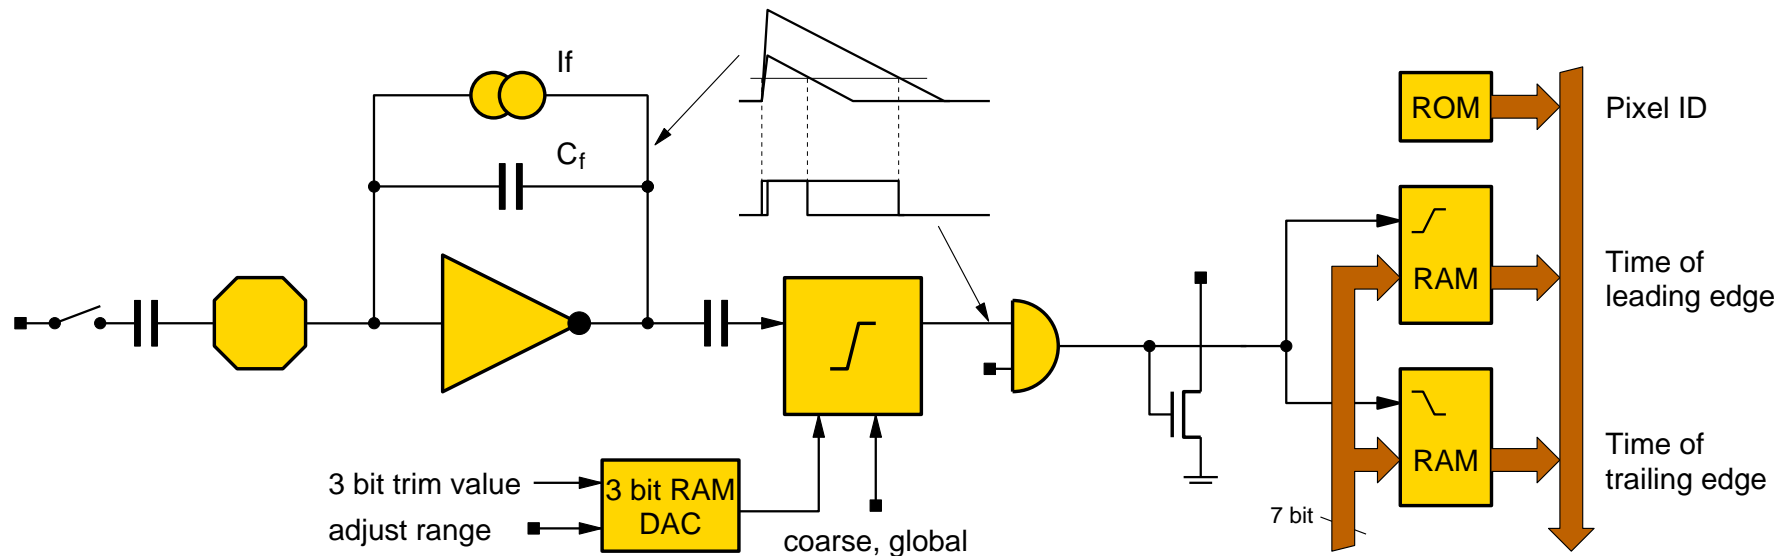 If
C_f
ROM
Pixel ID
RAM
Time of
leading edge
RAM
Time of
trailing edge
3 bit trim value
adjust range
3 bit RAM
DAC
coarse, global
7 bit